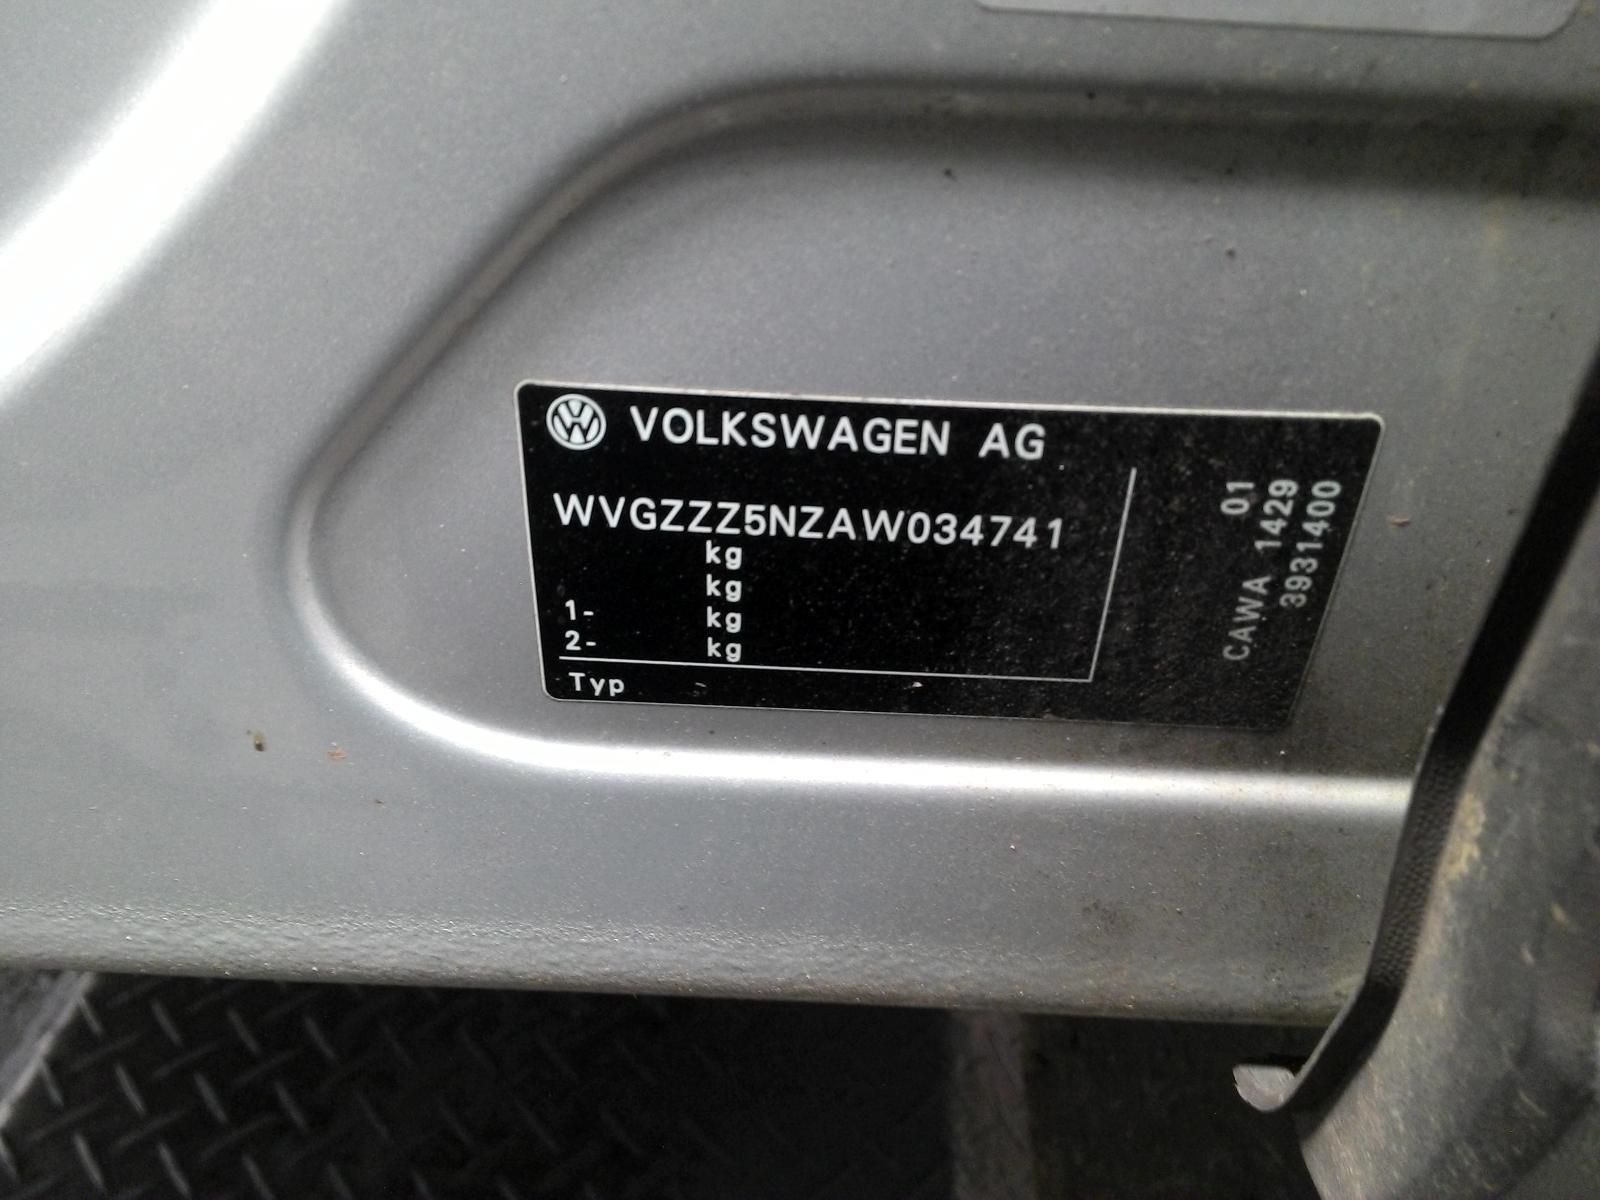 VOLKSWAGEN AG
WVGZZZ5NZAW034741
kg
kg
1- kg
2- kg
Typ
01
CAWA 1429
3931400